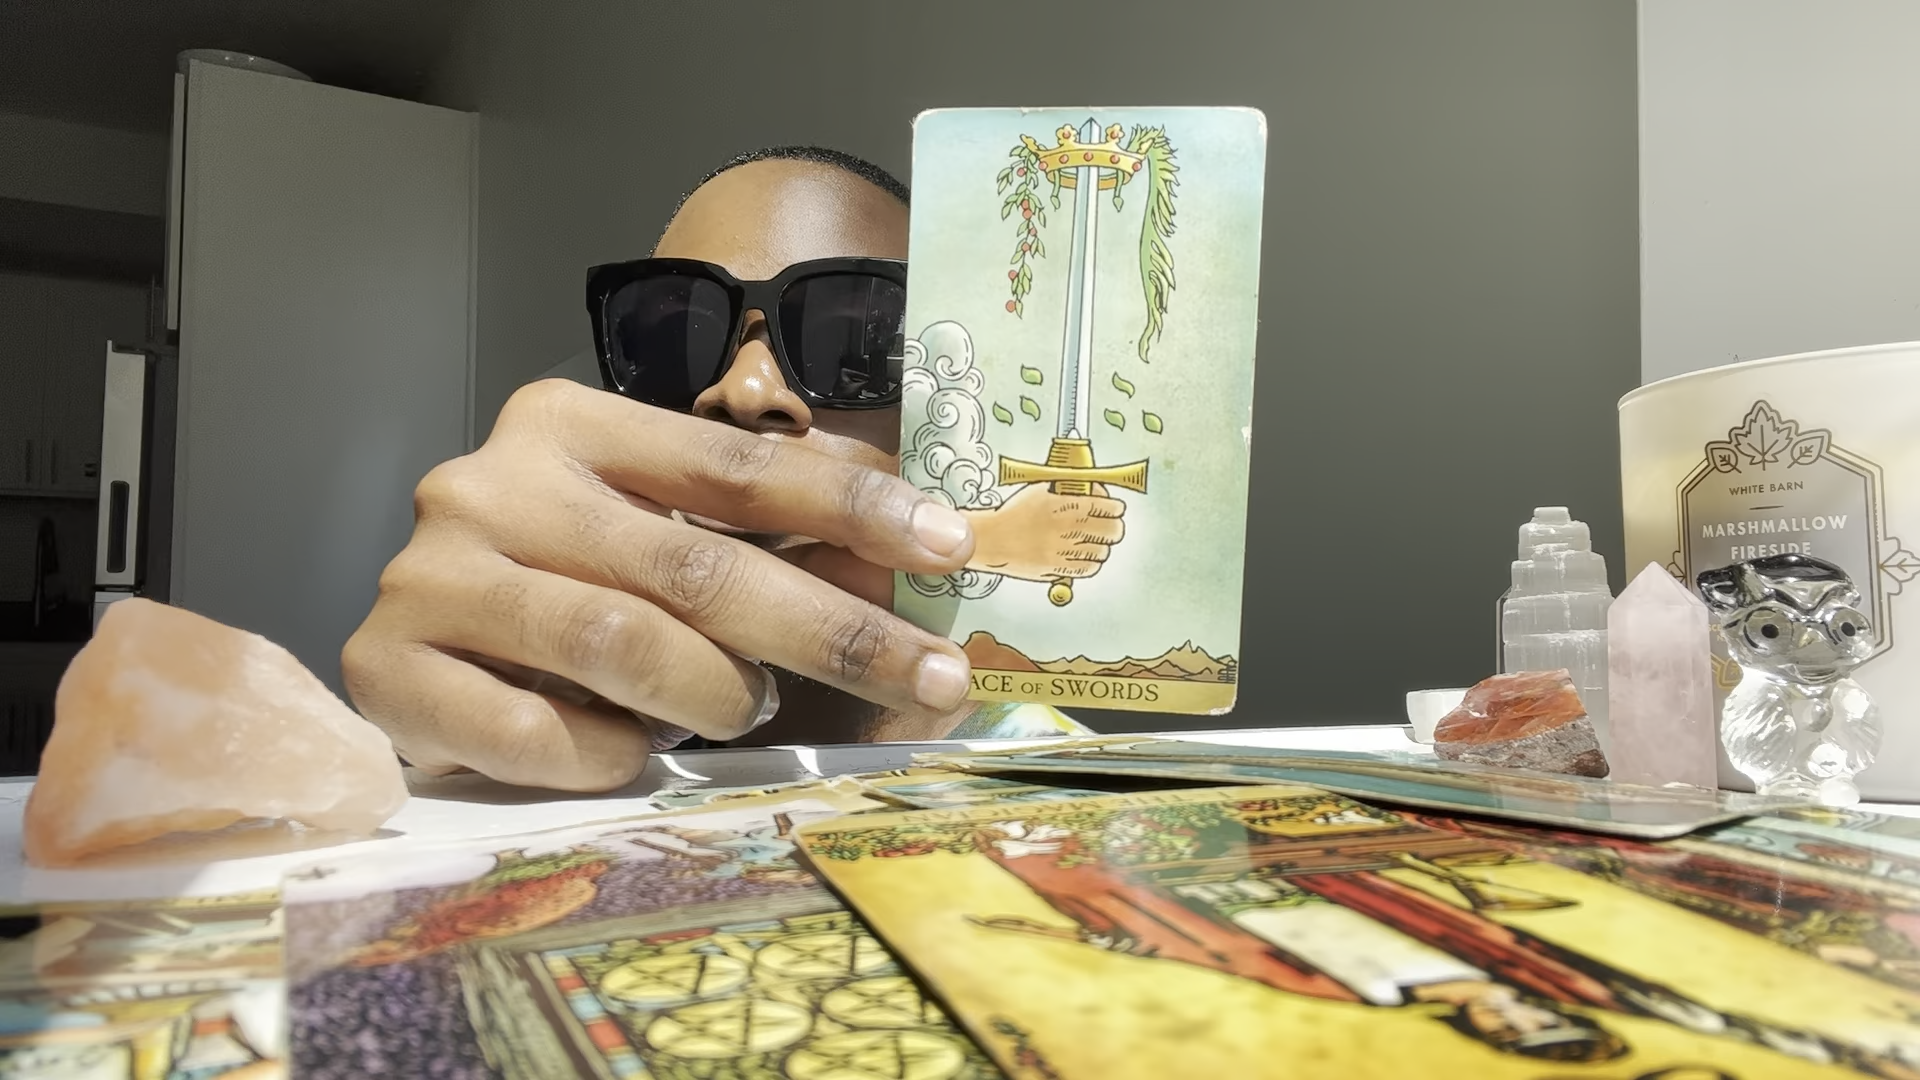 ACE OF SWORDS
WHITE BARN
MARSHMALLOW
FIRESIDE